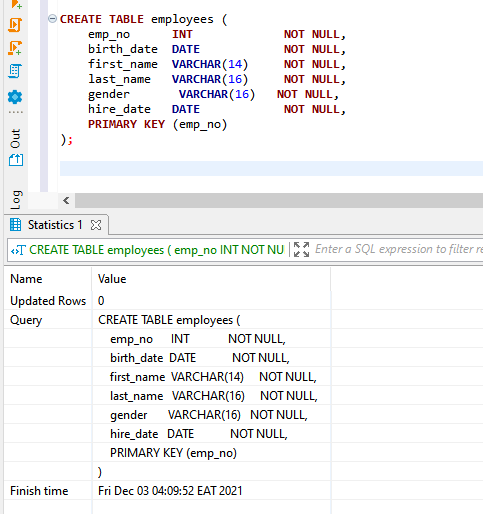 CREATE TABLE employees (
emp_no INT NOT NULL,
birth_date DATE NOT NULL,
first_name VARCHAR(14) NOT NULL,
last_name VARCHAR(16) NOT NULL,
gender VARCHAR(16) NOT NULL,
hire_date DATE NOT NULL,
PRIMARY KEY (emp_no)
);
Out
Log
Statistics 1
T CREATE TABLE employees ( emp_no INT NOT NU
Enter a SQL expression to filter re
Name Value
Updated Rows 0
Query CREATE TABLE employees (
emp_no INT NOT NULL,
birth_date DATE NOT NULL,
first_name VARCHAR(14) NOT NULL,
last_name VARCHAR(16) NOT NULL,
gender VARCHAR(16) NOT NULL,
hire_date DATE NOT NULL,
PRIMARY KEY (emp_no)
)
Finish time Fri Dec 03 04:09:52 EAT 2021